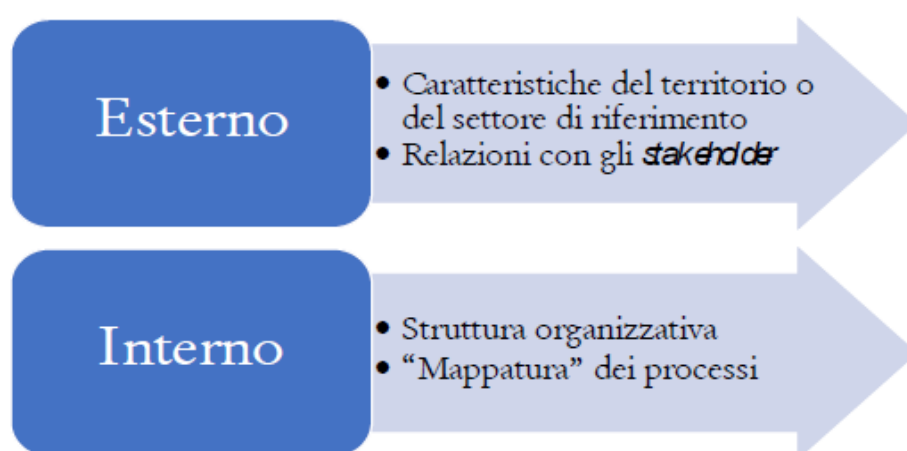 Esterno
• Caratteristiche del territorio o
del settore di riferimento
• Relazioni con gli stakeholder
Interno
• Struttura organizzativa
• “Mappatura” dei processi